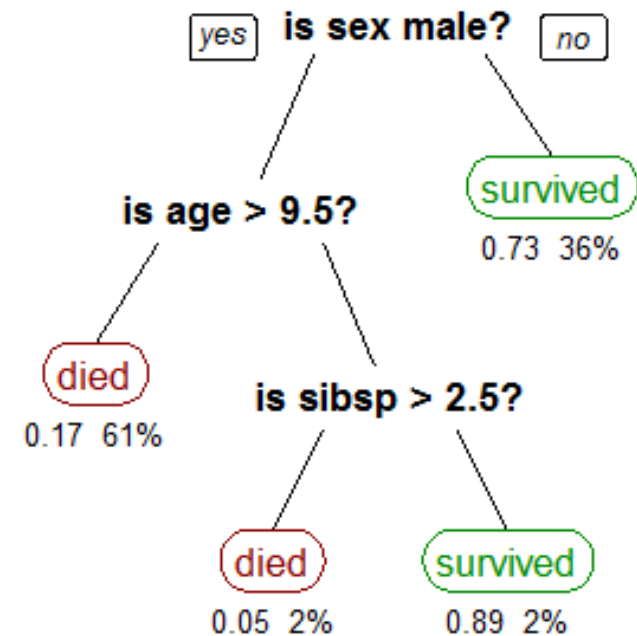 yes is sex male? no
is age > 9.5?
survived
0.73 36%
died
0.17 61%
is sibsp > 2.5?
died survived
0.05 2% 0.89 2%